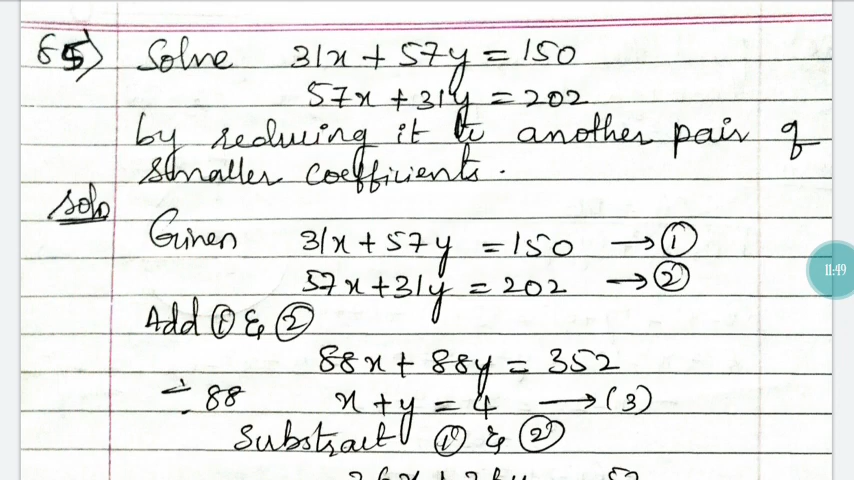 65) Solve 31x + 57y = 150
57x + 31y = 202
by reducing it to another pair of
smaller coefficients.
Soln
Given 31x + 57y = 150 → ①
57x + 31y = 202 → ②
11:49
Add ① & ②
88x + 88y = 352
÷ 88 x + y = 4 → (3)
Substract ① & ②